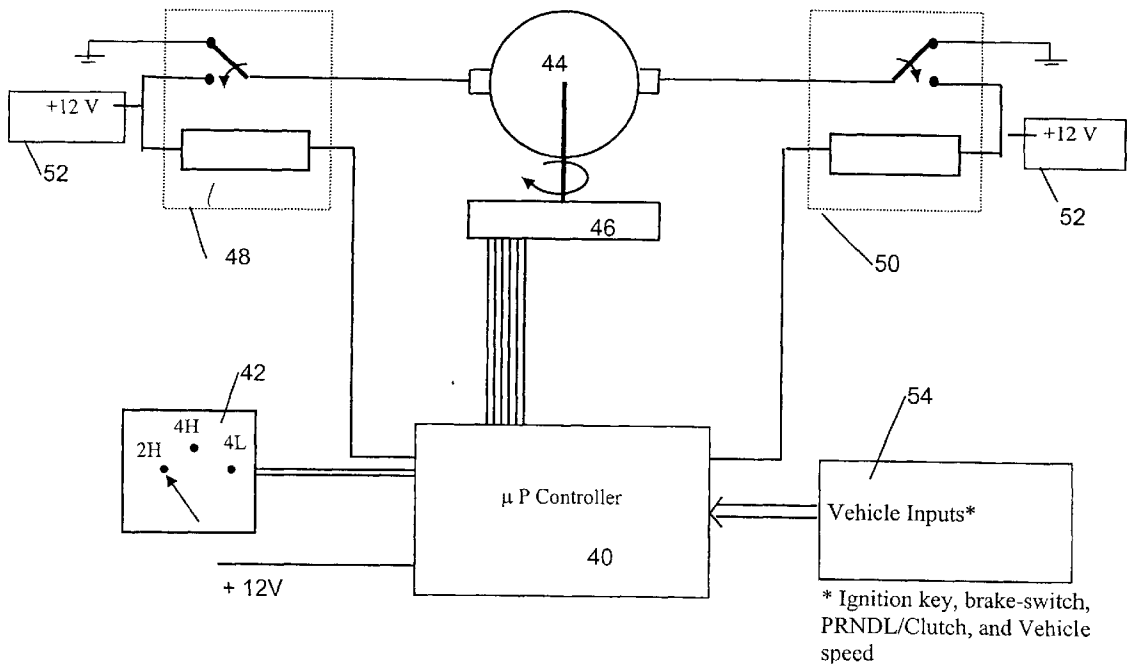 44
+12 V
+12 V
52
52
46
48
50
42
54
4H
2H
4L
μ P Controller
Vehicle Inputs*
40
+ 12V
* Ignition key, brake-switch,
PRNDL/Clutch, and Vehicle
speed